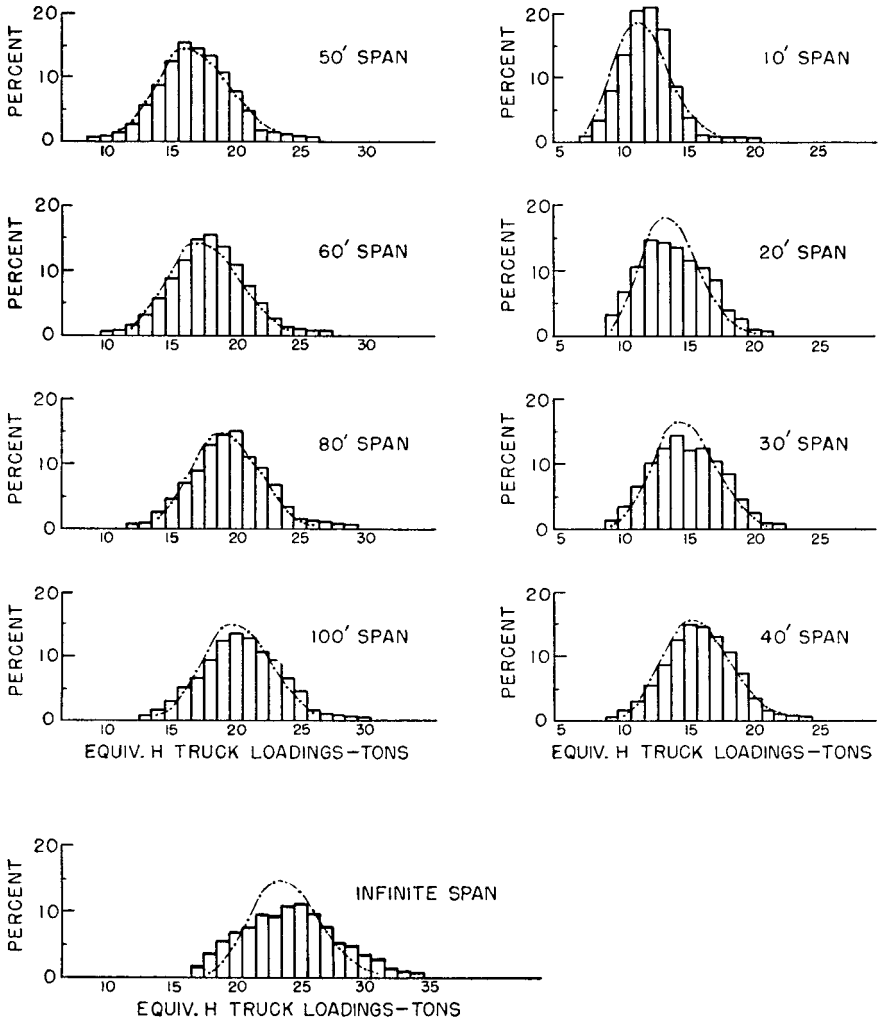 PERCENT
20
10
0
50' SPAN
10 15 20 25 30
PERCENT
20
10
0
10' SPAN
5 10 15 20 25
PERCENT
20
10
0
60' SPAN
10 15 20 25 30
PERCENT
20
10
0
20' SPAN
5 10 15 20 25
PERCENT
20
10
0
80' SPAN
10 15 20 25 30
PERCENT
20
10
0
30' SPAN
5 10 15 20 25
PERCENT
20
10
0
100' SPAN
10 15 20 25 30
EQUIV. H TRUCK LOADINGS–TONS
PERCENT
20
10
0
40' SPAN
5 10 15 20 25
EQUIV. H TRUCK LOADINGS–TONS
PERCENT
20
10
0
INFINITE SPAN
10 15 20 25 30 35
EQUIV. H TRUCK LOADINGS–TONS